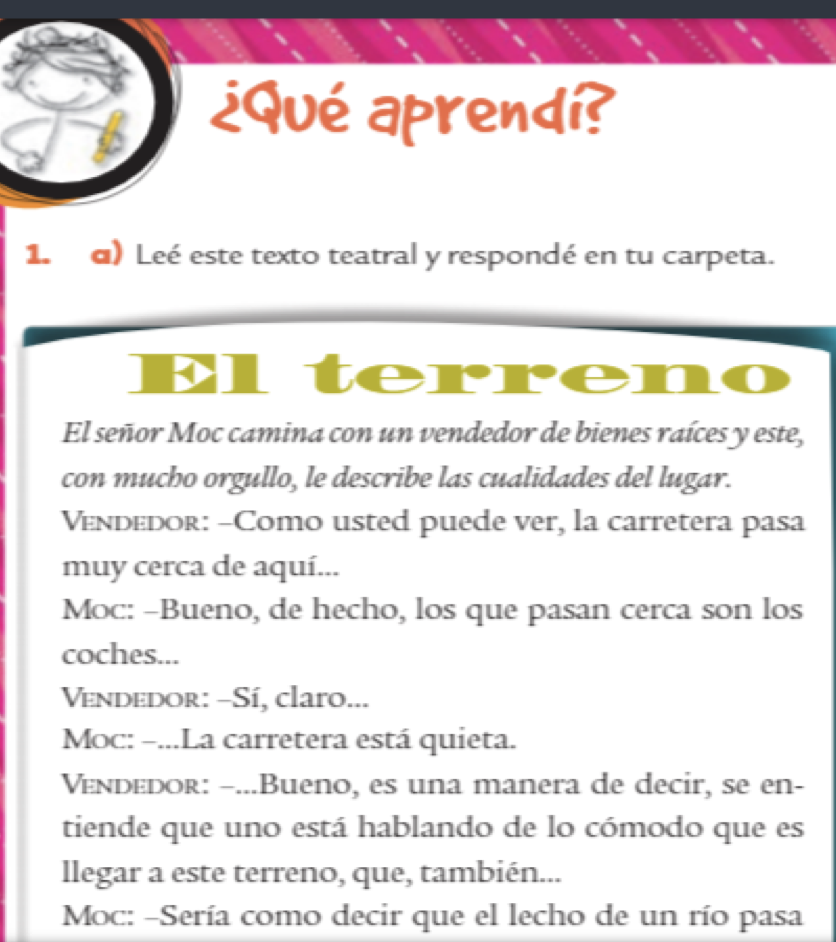 ¿Qué aprendí?
1. a) Leé este texto teatral y respondé en tu carpeta.
El terreno
El señor Moc camina con un vendedor de bienes raíces y este,
con mucho orgullo, le describe las cualidades del lugar.
VENDEDOR: –Como usted puede ver, la carretera pasa
muy cerca de aquí...
MOC: –Bueno, de hecho, los que pasan cerca son los
coches...
VENDEDOR: –Sí, claro...
MOC: –...La carretera está quieta.
VENDEDOR: –...Bueno, es una manera de decir, se en-
tiende que uno está hablando de lo cómodo que es
llegar a este terreno, que, también...
MOC: –Sería como decir que el lecho de un río pasa